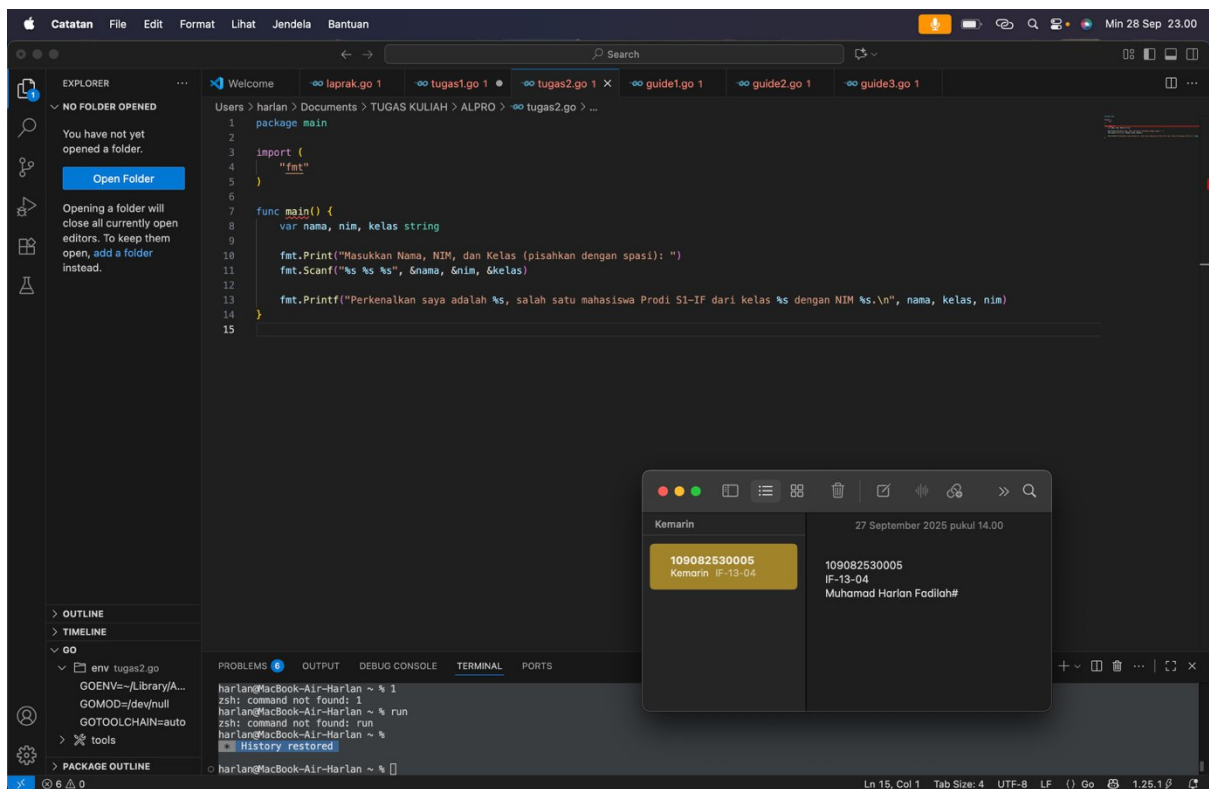 Catatan File Edit Format Lihat Jendela Bantuan Min 28 Sep 23.00
Search
EXPLORER ...
NO FOLDER OPENED
You have not yet
opened a folder.
Open Folder
Opening a folder will
close all currently open
editors. To keep them
open, add a folder
instead.
OUTLINE
TIMELINE
GO
env tugas2.go
GOENV=~/Library/A...
GOMOD=/dev/null
GOTOOLCHAIN=auto
tools
PACKAGE OUTLINE
Welcome laprak.go 1 tugas1.go 1 tugas2.go 1 guide1.go 1 guide2.go 1 guide3.go 1
Users > harlan > Documents > TUGAS KULIAH > ALPRO > tugas2.go > ...
1 package main
2
3 import (
4 "fmt"
5 )
6
7 func main() {
8 var nama, nim, kelas string
9
10 fmt.Print("Masukkan Nama, NIM, dan Kelas (pisahkan dengan spasi): ")
11 fmt.Scanf("%s %s %s", &nama, &nim, &kelas)
12
13 fmt.Printf("Perkenalkan saya adalah %s, salah satu mahasiswa Prodi S1-IF dari kelas %s dengan NIM %s.\n", nama, kelas, nim)
14 }
15
Kemarin
109082530005
Kemarin IF-13-04
27 September 2025 pukul 14.00
109082530005
IF-13-04
Muhamad Harlan Fadilah#
PROBLEMS 6 OUTPUT DEBUG CONSOLE TERMINAL PORTS
harlan@MacBook-Air-Harlan ~ % 1
zsh: command not found: 1
harlan@MacBook-Air-Harlan ~ % run
zsh: command not found: run
harlan@MacBook-Air-Harlan ~ %
* History restored
harlan@MacBook-Air-Harlan ~ %
6 0 Ln 15, Col 1 Tab Size: 4 UTF-8 LF {} Go 1.25.1